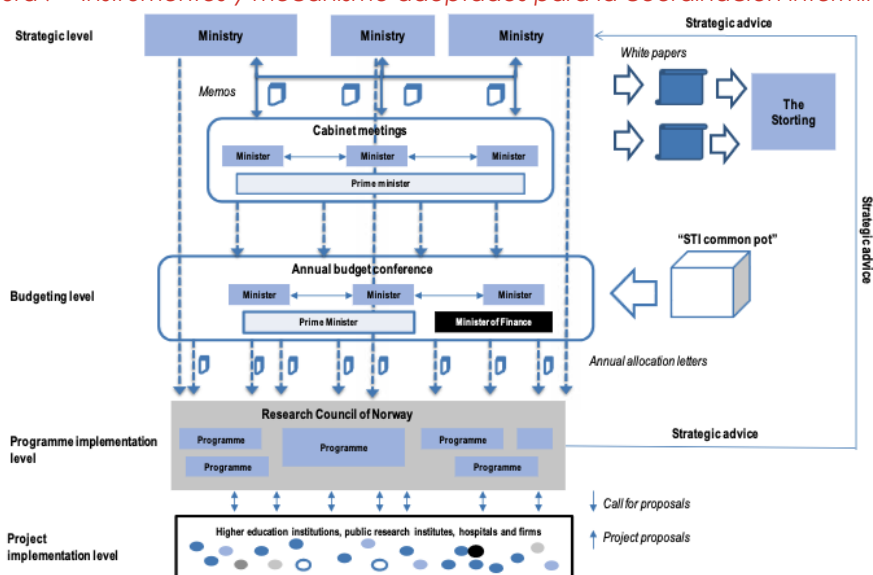 Strategic level
Ministry
Ministry
Ministry
Strategic advice
White papers
Memos
The
Storting
Cabinet meetings
Minister
Minister
Minister
Prime minister
Strategic advice
"STI common pot"
Annual budget conference
Budgeting level
Minister
Minister
Minister
Prime Minister
Minister of Finance
Annual allocation letters
Research Council of Norway
Programme implementation
level
Programme
Programme
Programme
Programme
Programme
Strategic advice
Call for proposals
Higher education institutions, public research institutes, hospitals and firms
Project
implementation level
Project proposals